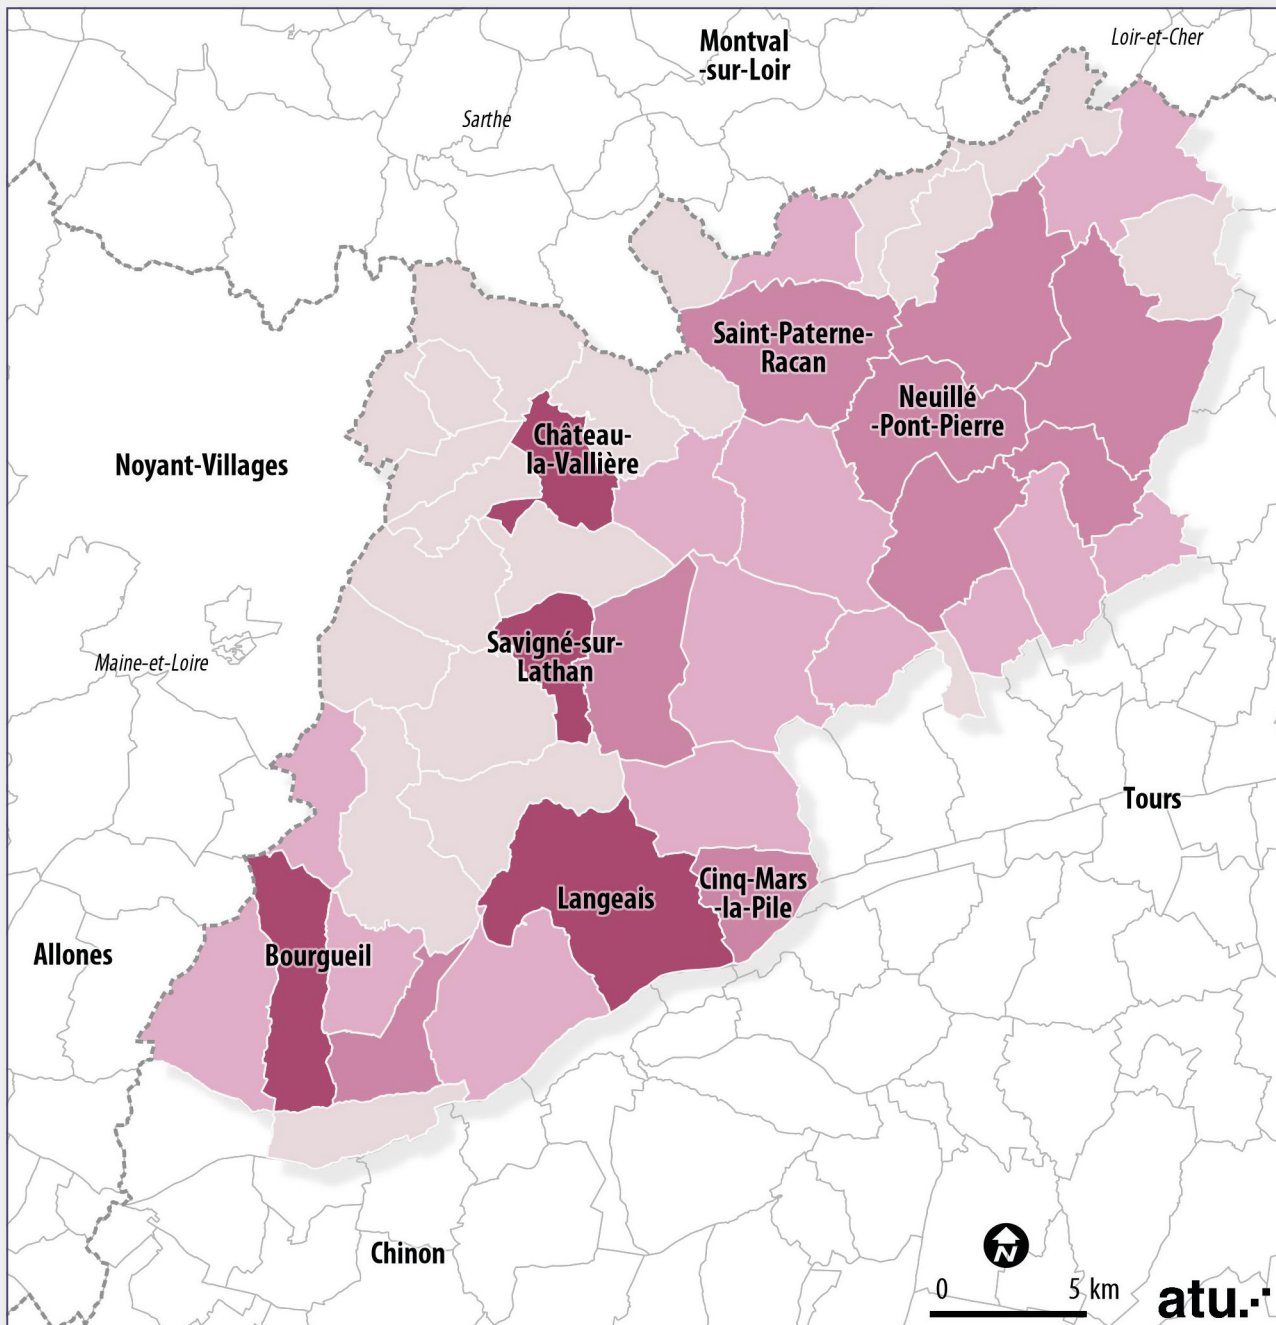 Montval
-sur-Loir
Loir-et-Cher
Sarthe
Saint-Paterne-
Racan
Neuillé
-Pont-Pierre
Château-
la-Vallière
Noyant-Villages
Savigné-sur-
Lathan
Maine-et-Loire
Tours
Cinq-Mars
-la-Pile
Langeais
Allones
Bourgueil
Chinon
N
0 5 km
atu.